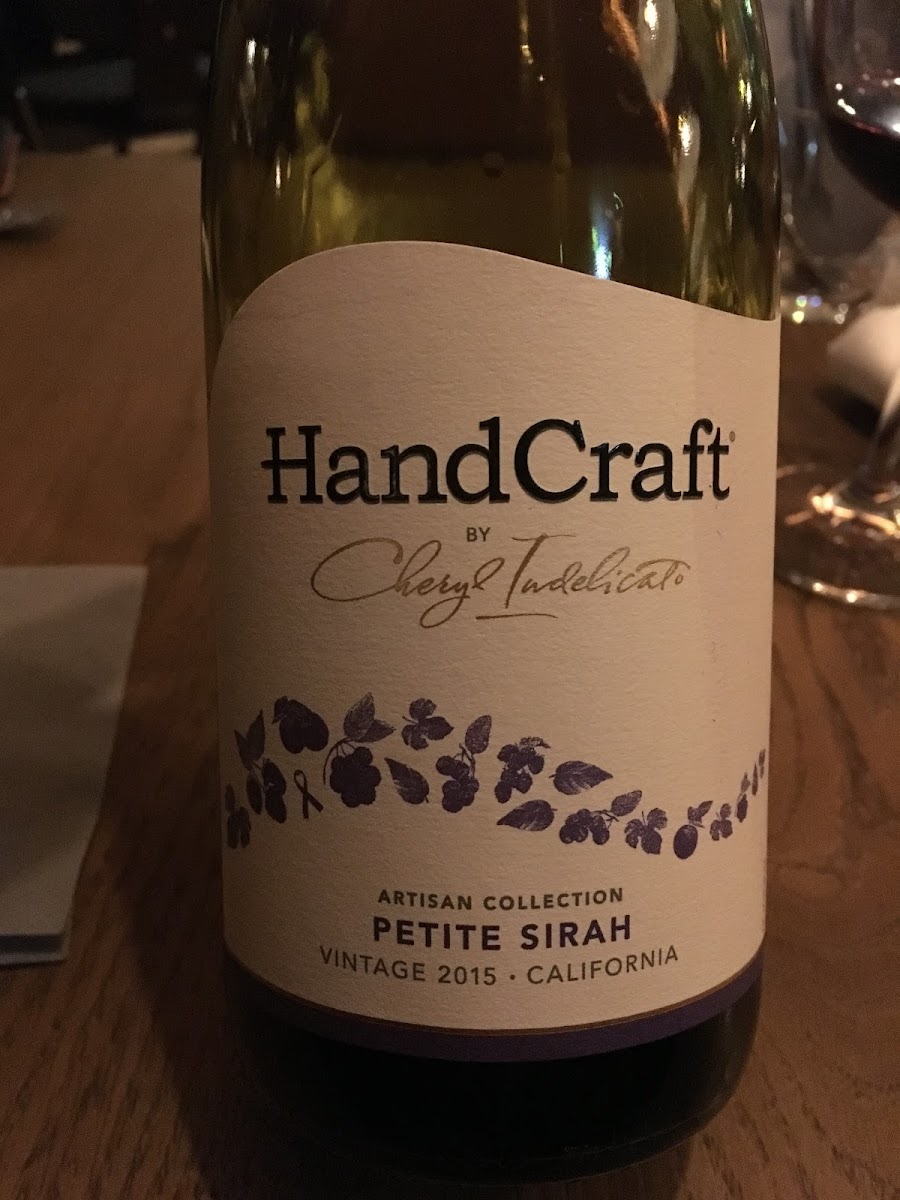 HandCraft®
BY
Cheryl Indelicato
ARTISAN COLLECTION
PETITE SIRAH
VINTAGE 2015 · CALIFORNIA